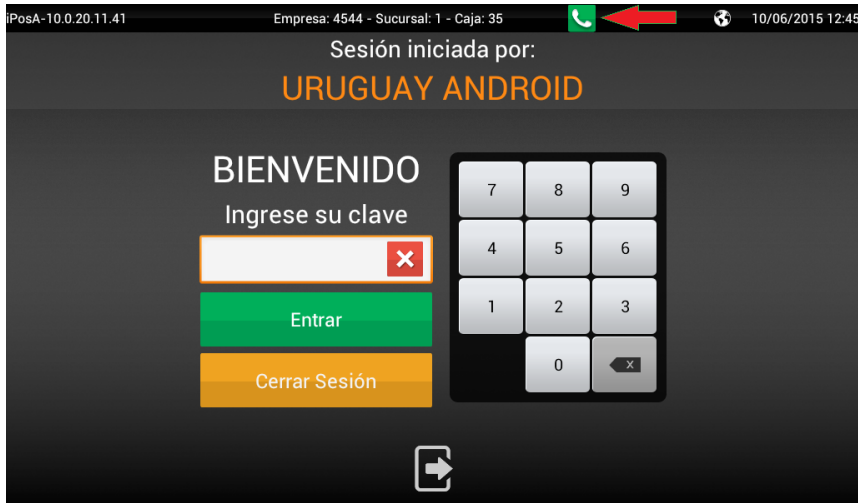 iPosA-10.0.20.11.41
Empresa: 4544 - Sucursal: 1 - Caja: 35
10/06/2015 12:45
Sesión iniciada por:
URUGUAY ANDROID
BIENVENIDO
Ingrese su clave
Entrar
Cerrar Sesión
7 8 9
4 5 6
1 2 3
0 x